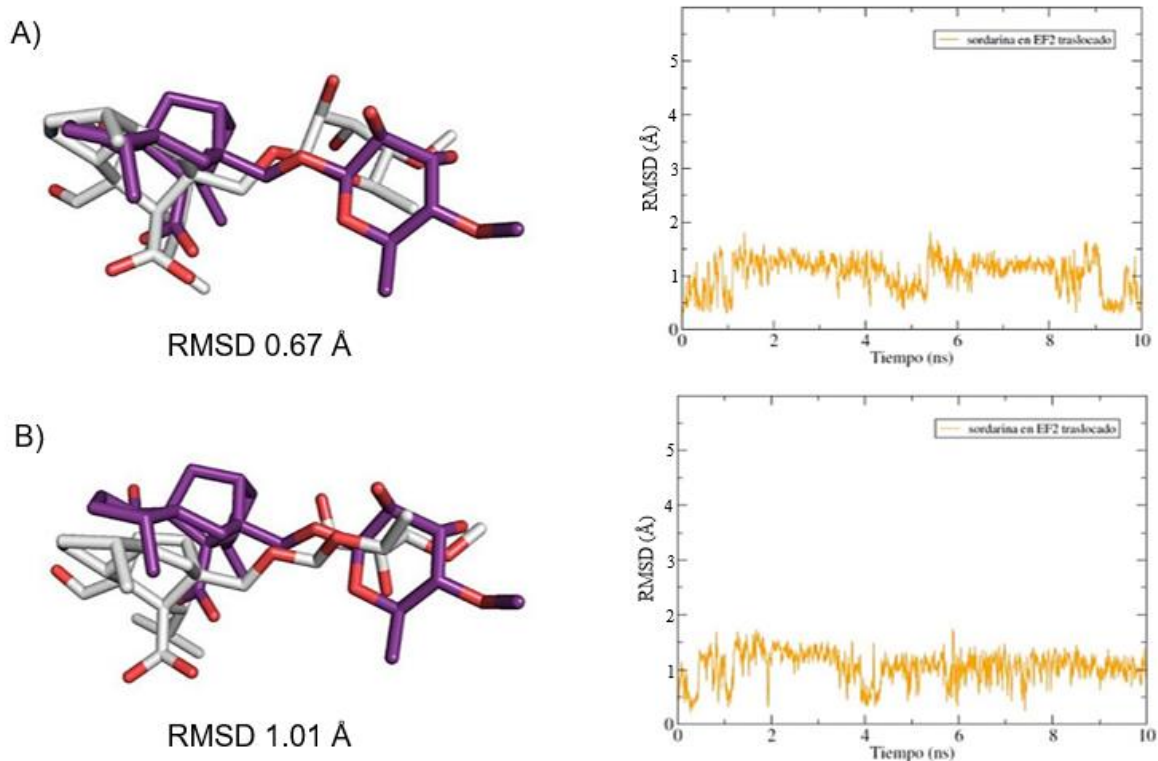 A)
RMSD 0.67 Å
sordarina en EF2 traslocado
RMSD (Å)
5
4
3
2
1
0
0 2 4 6 8 10
Tiempo (ns)
B)
RMSD 1.01 Å
sordarina en EF2 traslocado
RMSD (Å)
5
4
3
2
1
0
0 2 4 6 8 10
Tiempo (ns)